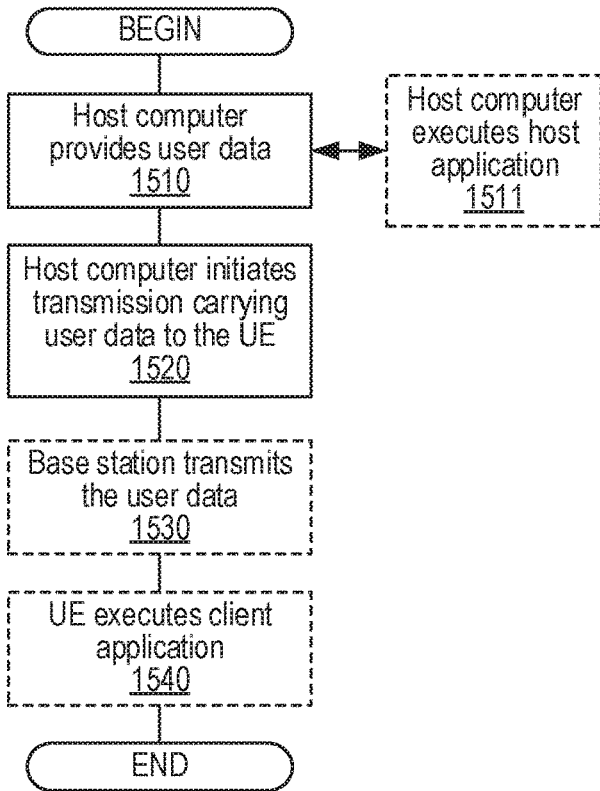 BEGIN
Host computer
provides user data
1510
Host computer
executes host
application
1511
Host computer initiates
transmission carrying
user data to the UE
1520
Base station transmits
the user data
1530
UE executes client
application
1540
END